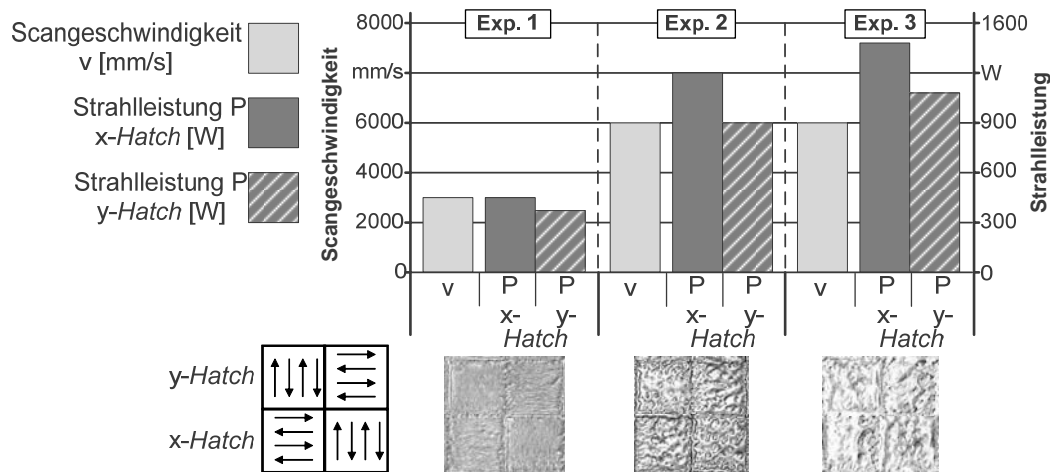 Scangeschwindigkeit
v [mm/s]
Strahlleistung P
x-Hatch [W]
Strahlleistung P
y-Hatch [W]
Scangeschwindigkeit
8000
mm/s
6000
4000
2000
0
Exp. 1
Exp. 2
Exp. 3
1600
W
900
600
300
0
Strahlleistung
v P P
x- y-
Hatch
v P P
x- y-
Hatch
v P P
x- y-
Hatch
y-Hatch
x-Hatch